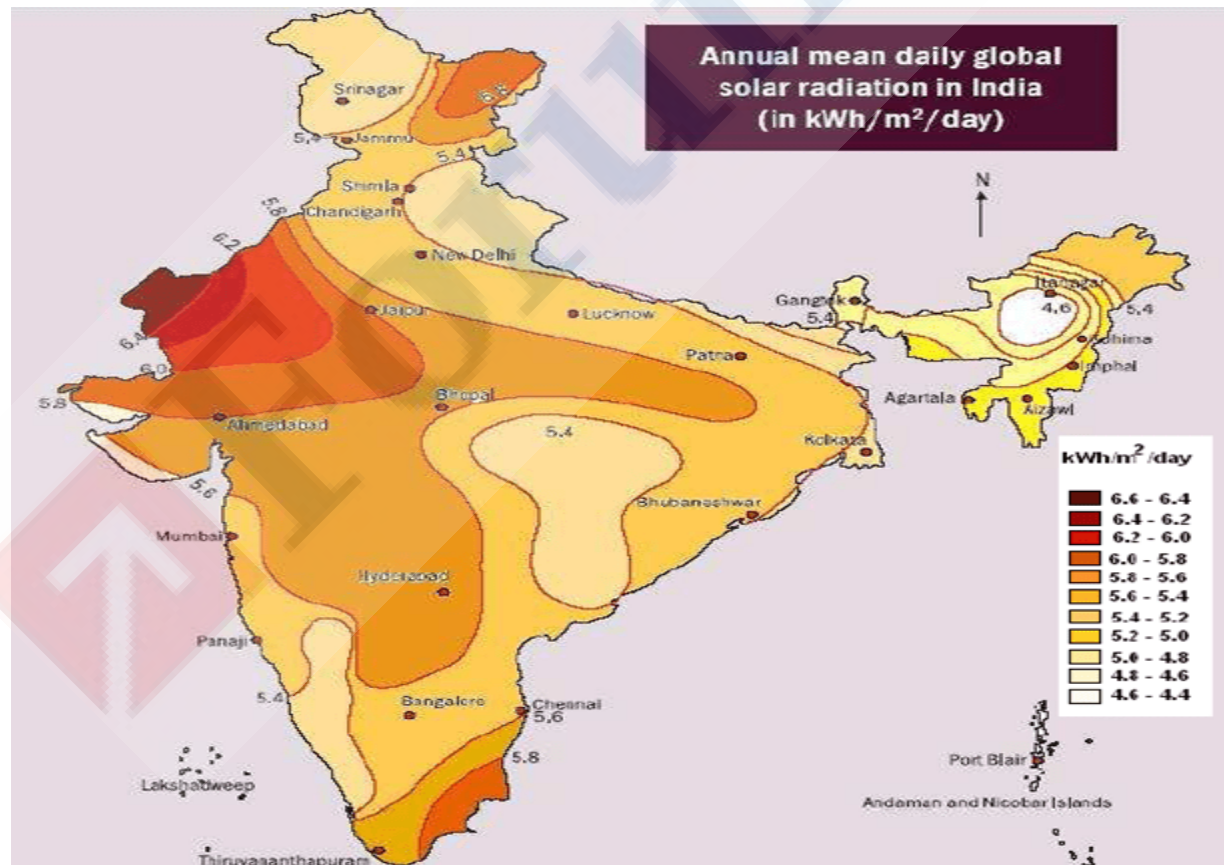 Annual mean daily global
solar radiation in India
(in kWh/m²/day)
Srinagar
5.4
Jammu
5.4
Shimla
Chandigarh
5.8
6.2
New Delhi
N
Jaipur
Lucknow
Gangtok
5.4
Itanagar
4.6
5.4
6.4
6.0
Patna
Imphal
5.8
Bhopal
Ahmedabad
Agartala
Aizawl
5.4
Kolkata
kWh/m²/day
6.6 - 6.4
6.4 - 6.2
6.2 - 6.0
6.0 - 5.8
5.8 - 5.6
5.6 - 5.4
5.4 - 5.2
5.2 - 5.0
5.0 - 4.8
4.8 - 4.6
4.6 - 4.4
5.6
Bhubaneshwar
Mumbai
Hyderabad
Panaji
5.4
Bangalore
Chennai
5.6
5.8
Lakshadweep
Port Blair
Andaman and Nicobar Islands
Forum